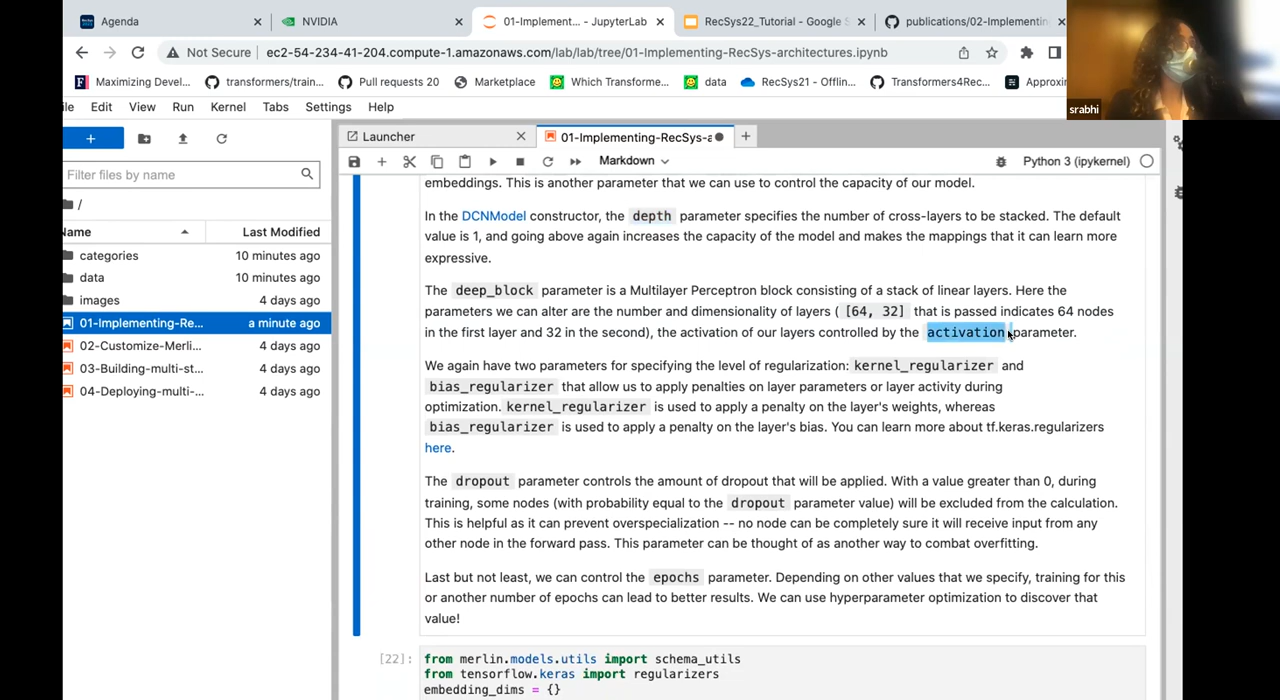 Agenda
NVIDIA
01-Implement... - JupyterLab
RecSys22_Tutorial - Google S
publications/02-Implementin
Not Secure
ec2-54-234-41-204.compute-1.amazonaws.com/lab/lab/tree/01-Implementing-RecSys-architectures.ipynb
Maximizing Devel...
transformers/train...
Pull requests 20
Marketplace
Which Transforme...
data
RecSys21 - Offlin...
Transformers4Rec...
Approxir
srabhi
ile Edit View Run Kernel Tabs Settings Help
Launcher
01-Implementing-RecSys-a
Markdown
Python 3 (ipykernel)
Filter files by name
/
Name
Last Modified
categories 10 minutes ago
data 10 minutes ago
images 4 days ago
01-Implementing-Re... a minute ago
02-Customize-Merli... 4 days ago
03-Building-multi-st... 4 days ago
04-Deploying-multi-... 4 days ago
embeddings. This is another parameter that we can use to control the capacity of our model.
In the DCNModel constructor, the depth parameter specifies the number of cross-layers to be stacked. The default
value is 1, and going above again increases the capacity of the model and makes the mappings that it can learn more
expressive.
The deep_block parameter is a Multilayer Perceptron block consisting of a stack of linear layers. Here the
parameters we can alter are the number and dimensionality of layers ( [64, 32] that is passed indicates 64 nodes
in the first layer and 32 in the second), the activation of our layers controlled by the activation parameter.
We again have two parameters for specifying the level of regularization: kernel_regularizer and
bias_regularizer that allow us to apply penalties on layer parameters or layer activity during
optimization. kernel_regularizer is used to apply a penalty on the layer's weights, whereas
bias_regularizer is used to apply a penalty on the layer's bias. You can learn more about tf.keras.regularizers
here.
The dropout parameter controls the amount of dropout that will be applied. With a value greater than 0, during
training, some nodes (with probability equal to the dropout parameter value) will be excluded from the calculation.
This is helpful as it can prevent overspecialization -- no node can be completely sure it will receive input from any
other node in the forward pass. This parameter can be thought of as another way to combat overfitting.
Last but not least, we can control the epochs parameter. Depending on other values that we specify, training for this
or another number of epochs can lead to better results. We can use hyperparameter optimization to discover that
value!
[22]:
from merlin.models.utils import schema_utils
from tensorflow.keras import regularizers
embedding_dims = {}